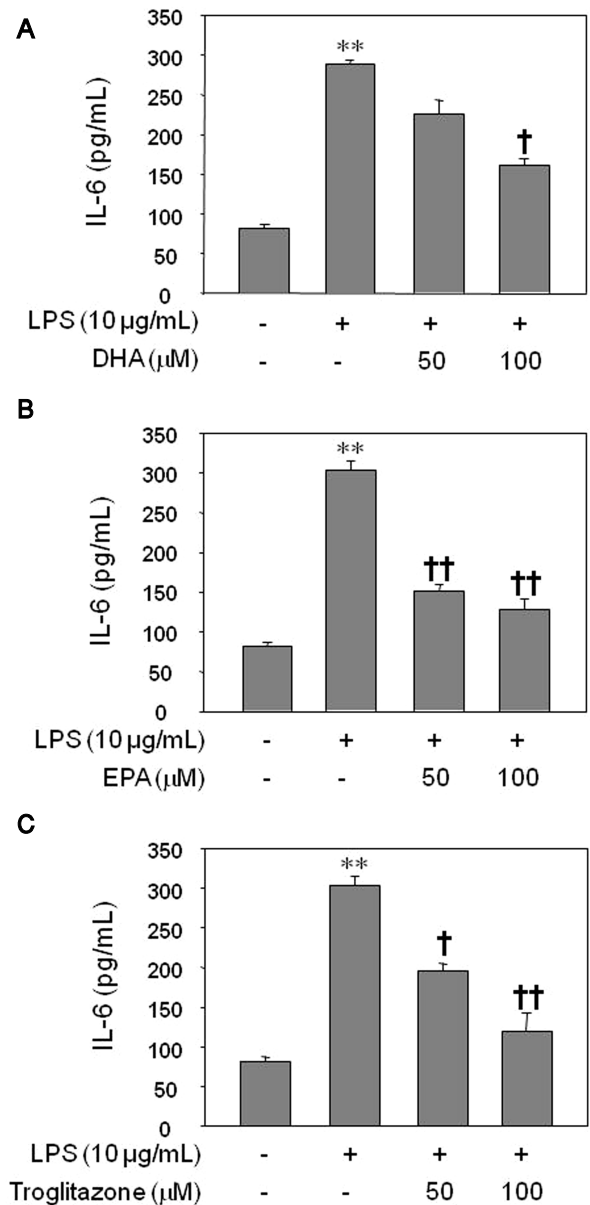 A
350
300
250
200
150
100
50
0
IL-6 (pg/mL)
**
†
LPS (10 µg/mL) - + + +
DHA (µM) - - 50 100
B
350
300
250
200
150
100
50
0
IL-6 (pg/mL)
**
††
††
LPS (10 µg/mL) - + + +
EPA (µM) - - 50 100
C
350
300
250
200
150
100
50
0
IL-6 (pg/mL)
**
†
††
LPS (10 µg/mL) - + + +
Troglitazone (µM) - - 50 100